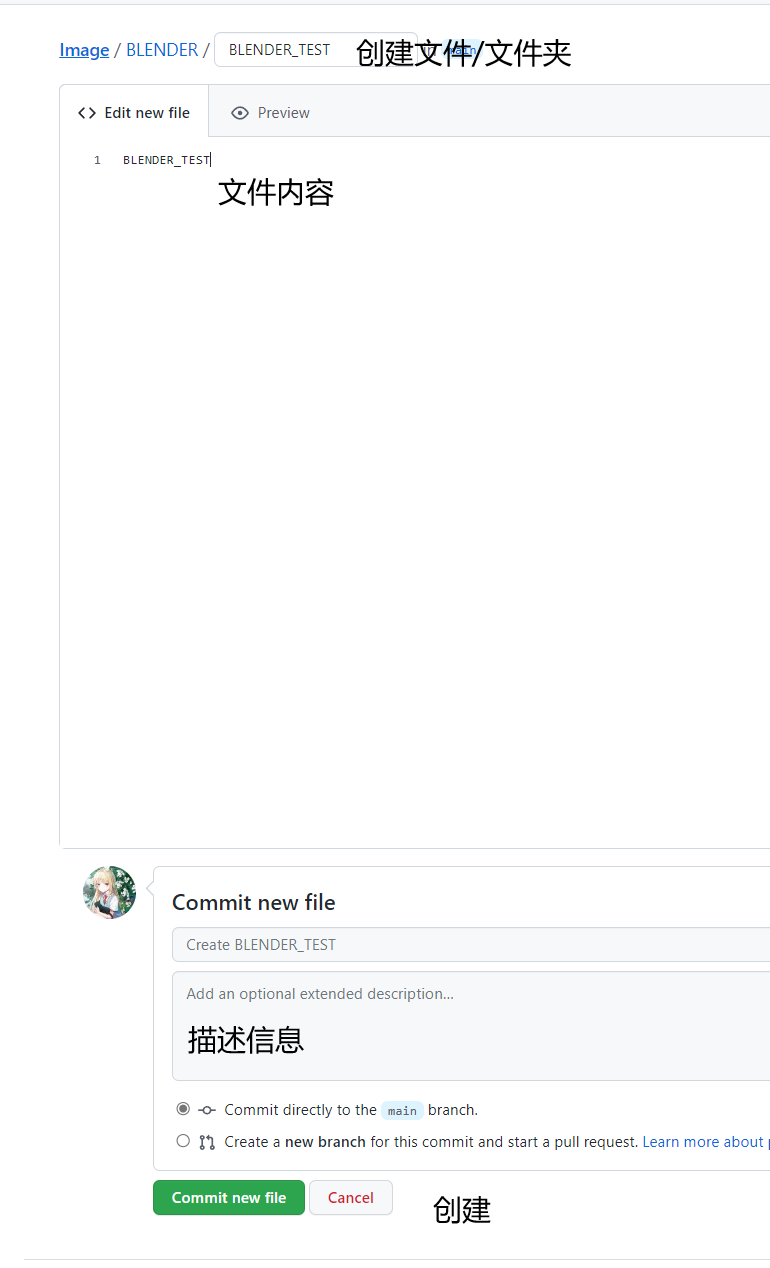 Image / BLENDER / BLENDER_TEST in main 创建文件/文件夹
Edit new file Preview
1 BLENDER_TEST
文件内容
Commit new file
Create BLENDER_TEST
Add an optional extended description...
描述信息
Commit directly to the main branch.
Create a new branch for this commit and start a pull request. Learn more about p
Commit new file Cancel
创建